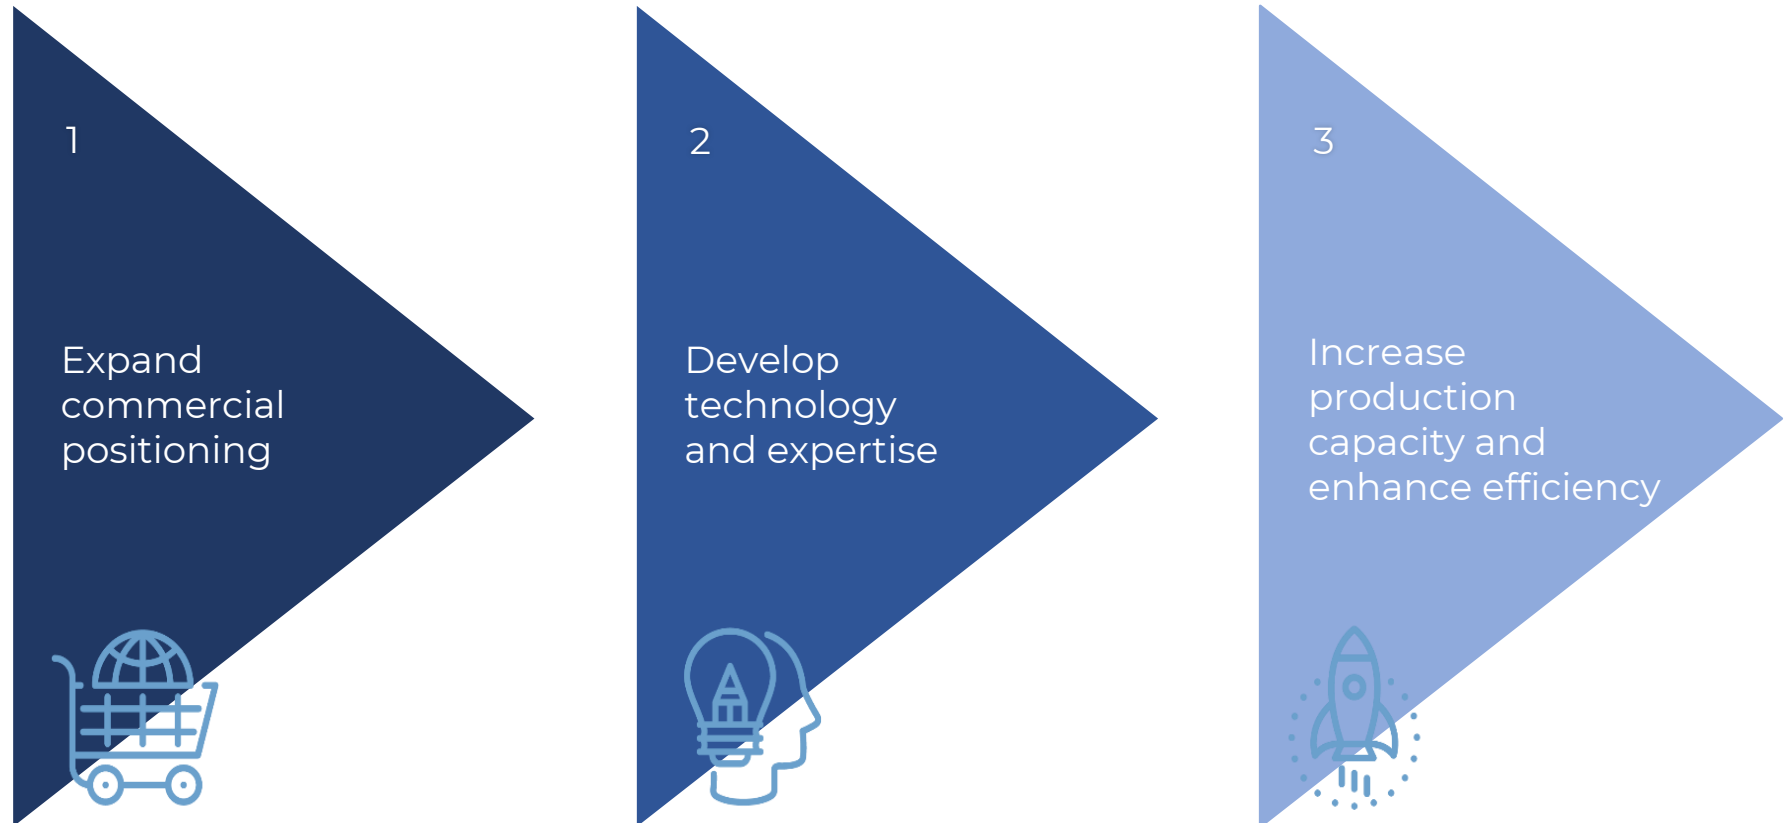 1
Expand
commercial
positioning
2
Develop
technology
and expertise
3
Increase
production
capacity and
enhance efficiency